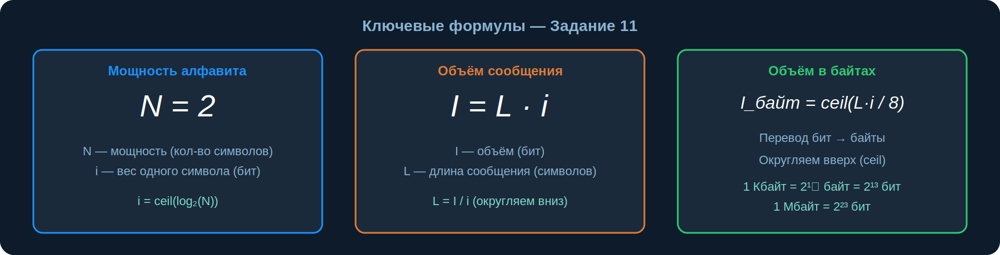 Ключевые формулы — Задание 11
Мощность алфавита
N = 2
N — мощность (кол-во символов)
i — вес одного символа (бит)
i = ceil(log₂(N))
Объём сообщения
I = L · i
I — объём (бит)
L — длина сообщения (символов)
L = I / i (округляем вниз)
Объём в байтах
I_байт = ceil(L·i / 8)
Перевод бит → байты
Округляем вверх (ceil)
1 Кбайт = 2¹□ байт = 2¹³ бит
1 Мбайт = 2²³ бит